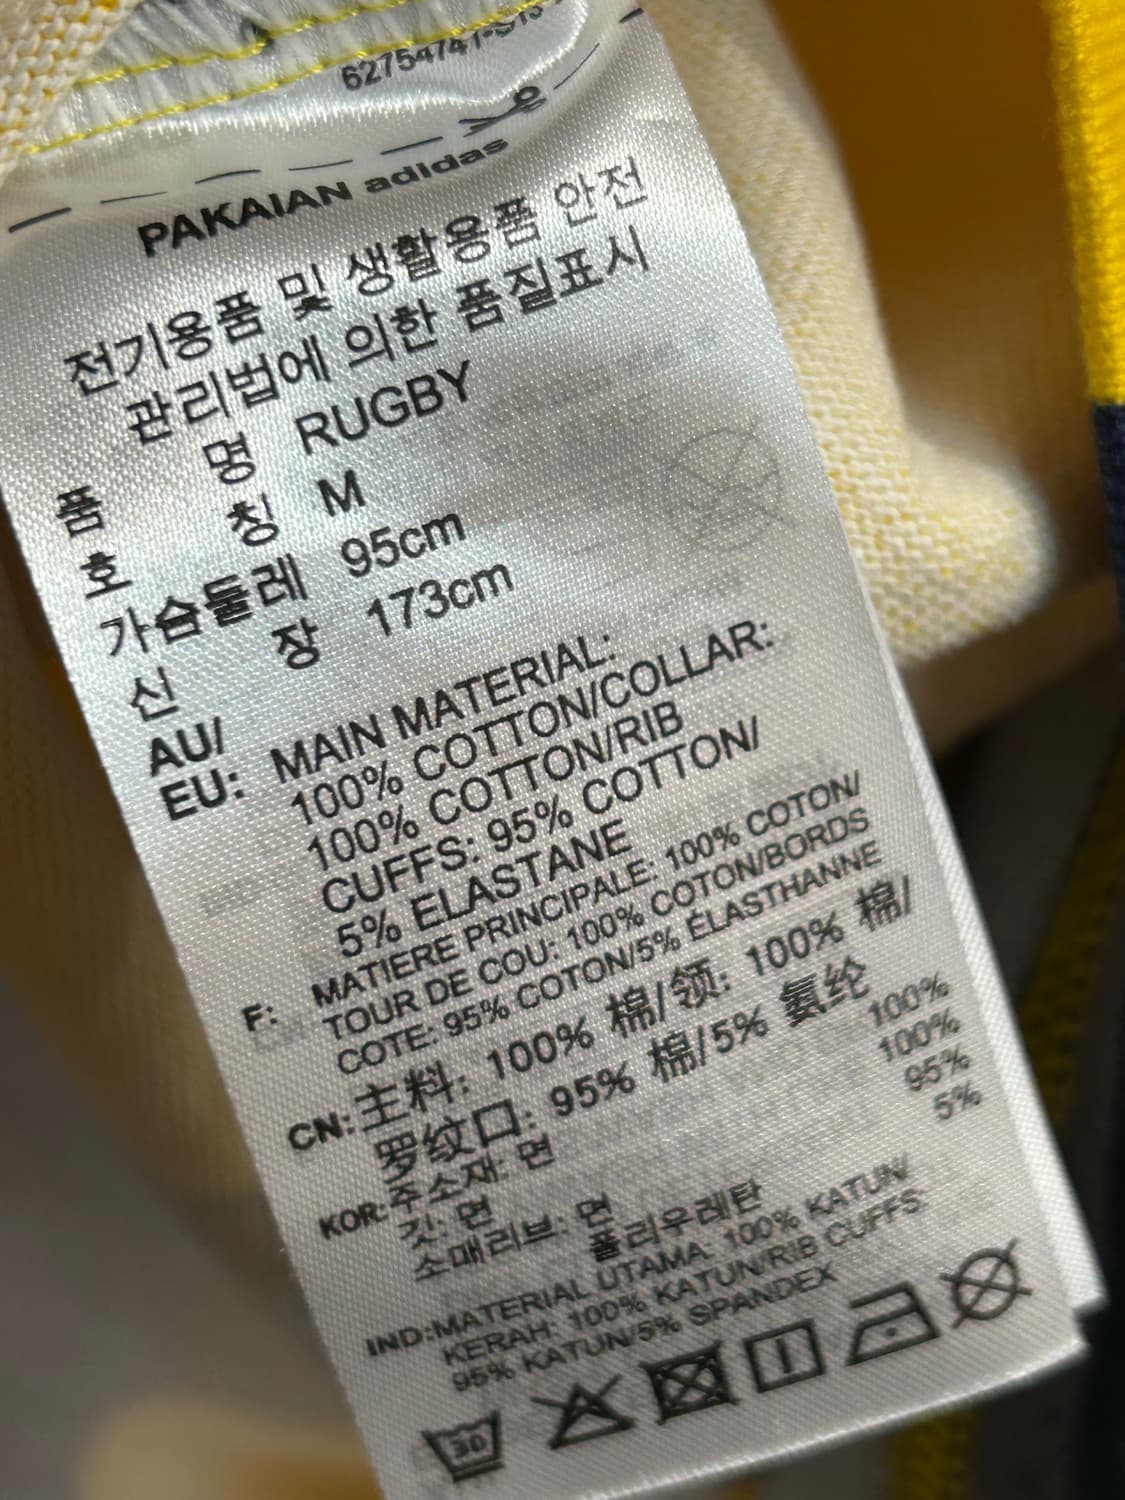 PAKAIAN adidas
전기용품 및 생활용품 안전
관리법에 의한 품질표시
품 명 RUGBY
호 칭 M
가슴둘레 95cm
신 장 173cm
AU/
EU: MAIN MATERIAL:
100% COTTON/COLLAR:
100% COTTON/RIB
CUFFS: 95% COTTON/
5% ELASTANE
F: MATIERE PRINCIPALE: 100% COTON/
TOUR DE COU: 100% COTON/BORDS
COTE: 95% COTON/5% ÉLASTHANNE
CN: 主料: 100% 棉/领: 100% 棉/
罗纹口: 95% 棉/5% 氨纶
KOR: 주소재: 면 100%
깃: 면 100%
소매리브: 면 95%
폴리우레탄 5%
IND: MATERIAL UTAMA: 100% KATUN/
KERAH: 100% KATUN/RIB CUFFS:
95% KATUN/5% SPANDEX
30